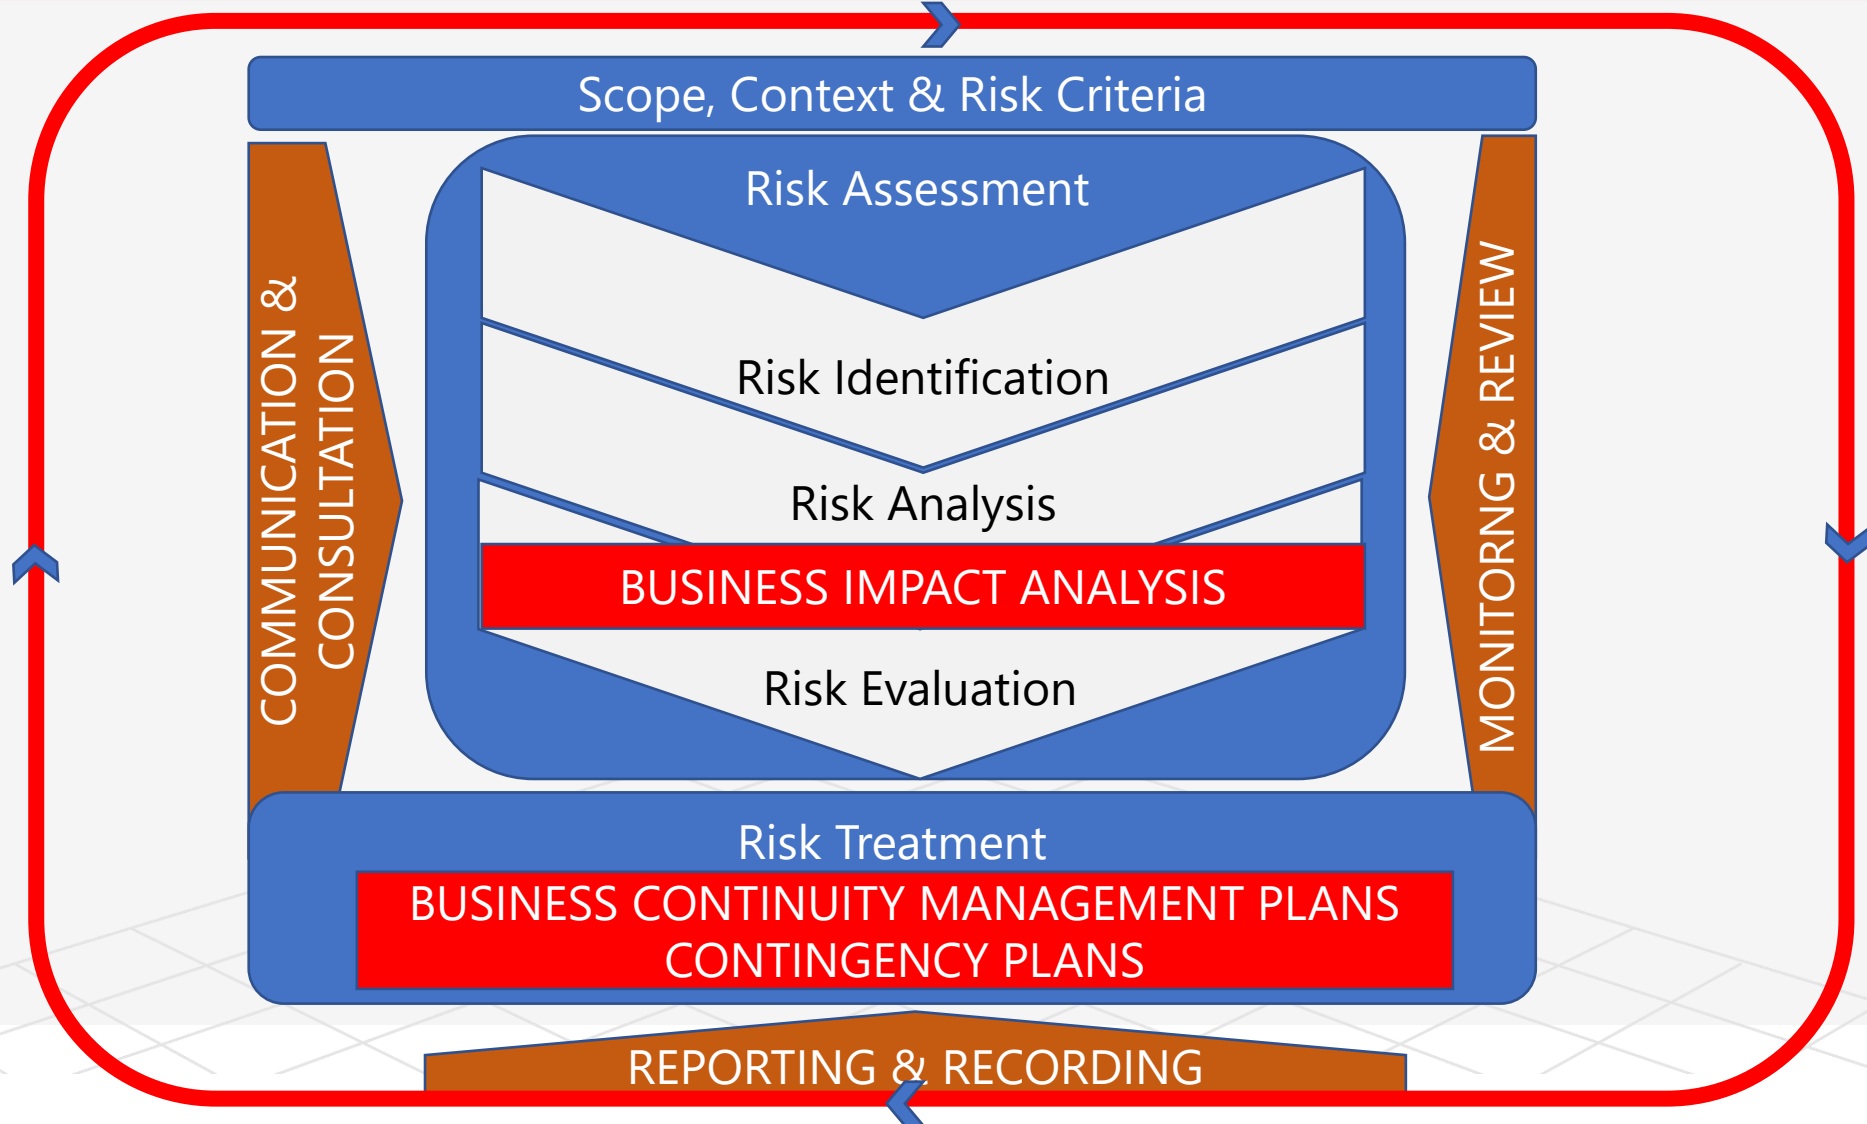 Scope, Context & Risk Criteria
Risk Assessment
COMMUNICATION &
CONSULTATION
Risk Identification
Risk Analysis
BUSINESS IMPACT ANALYSIS
Risk Evaluation
MONITORNG & REVIEW
Risk Treatment
BUSINESS CONTINUITY MANAGEMENT PLANS
CONTINGENCY PLANS
REPORTING & RECORDING